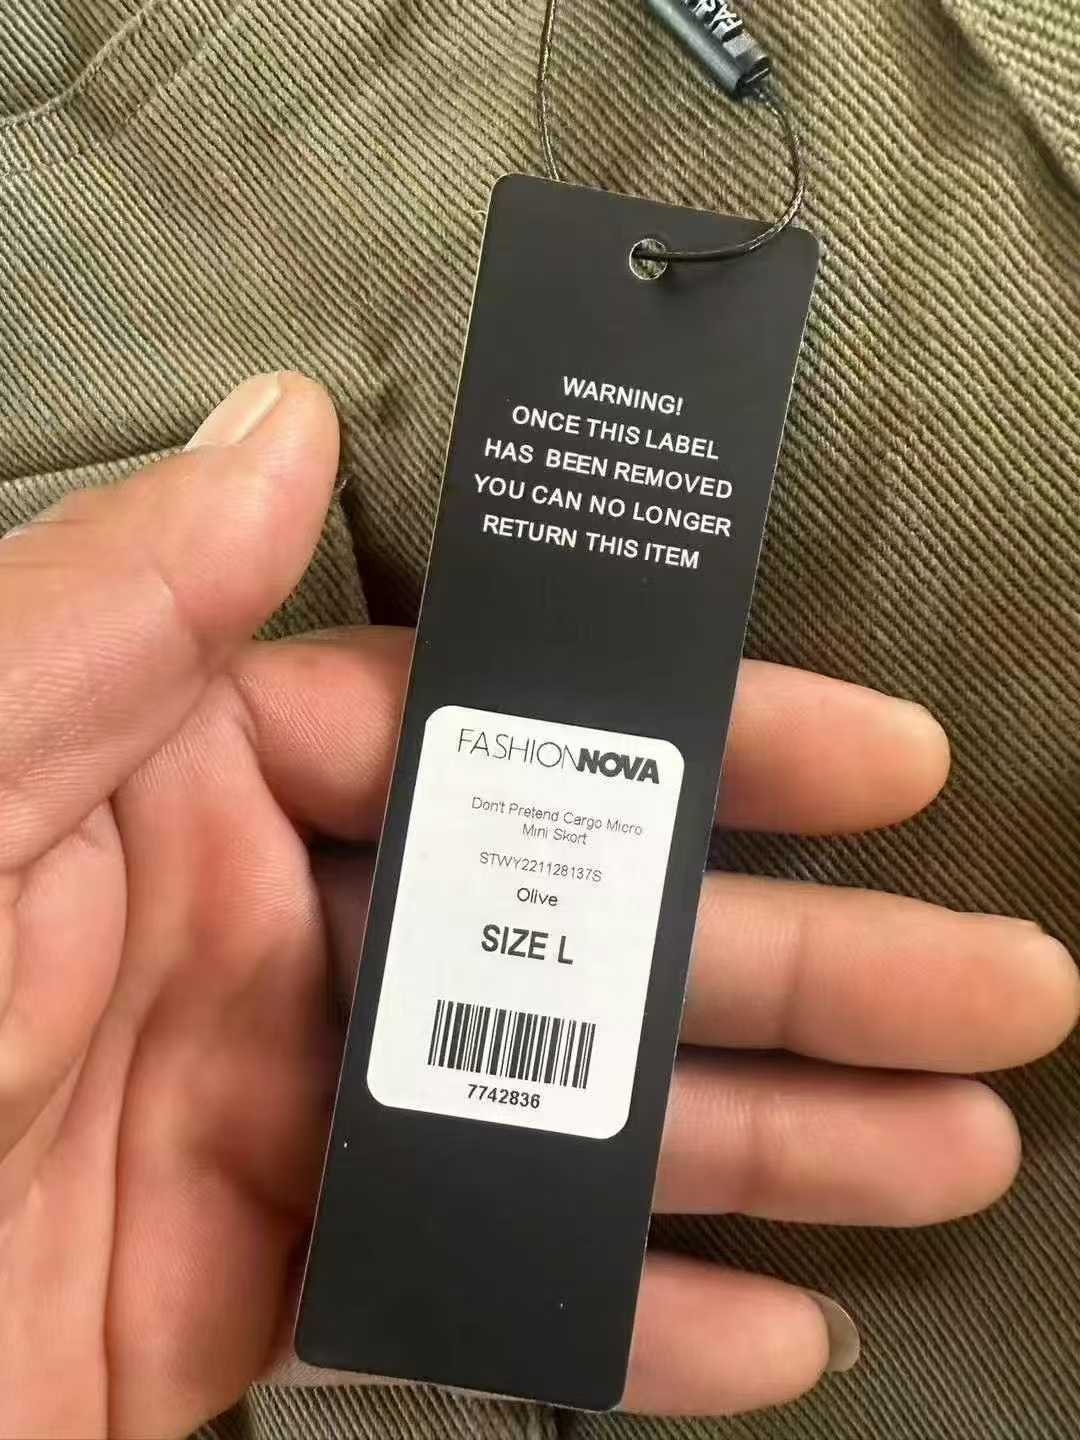 FAS
WARNING!
ONCE THIS LABEL
HAS BEEN REMOVED
YOU CAN NO LONGER
RETURN THIS ITEM
FASHIONNOVA
Don't Pretend Cargo Micro
Mini Skort
STWY221128137S
Olive
SIZE L
7742836